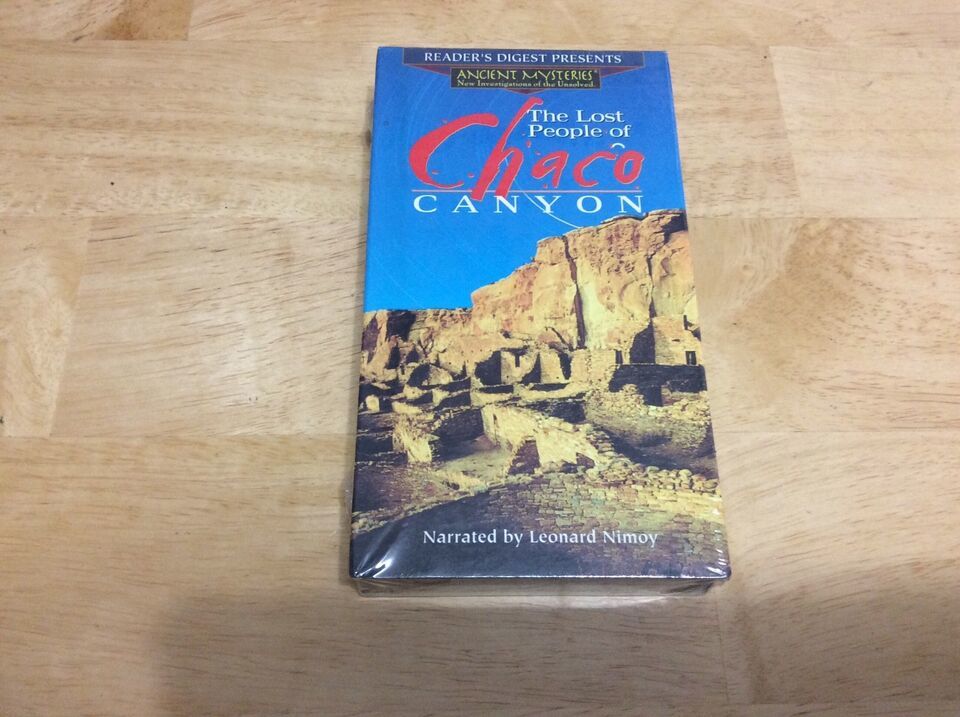 READER'S DIGEST PRESENTS
ANCIENT MYSTERIES®
New Investigations of the Unsolved.
The Lost
People of
Chaco
CANYON
Narrated by Leonard Nimoy